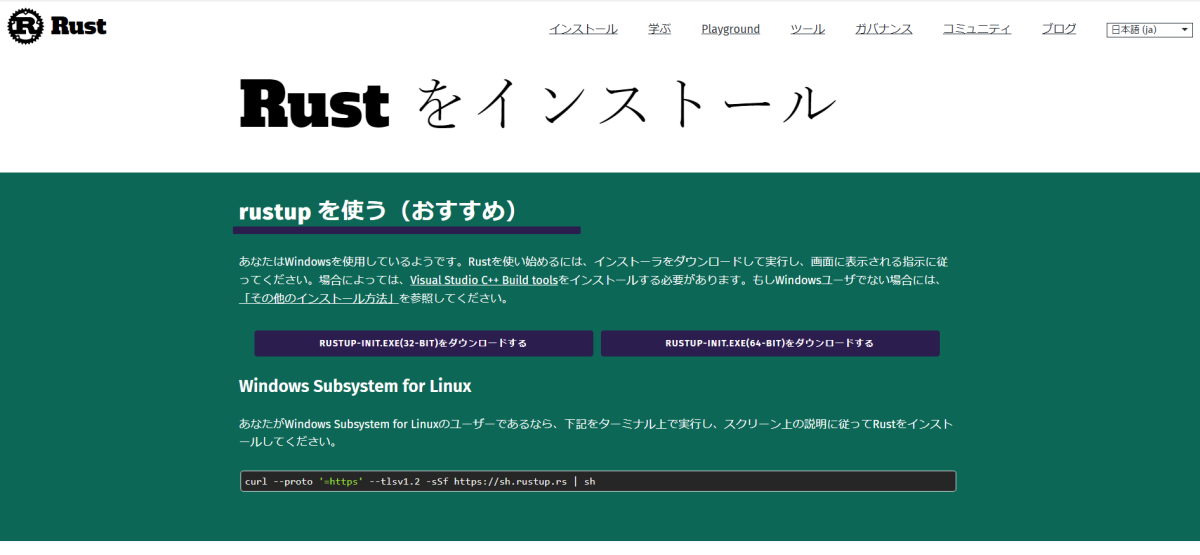 Rust
インストール 学ぶ Playground ツール ガバナンス コミュニティ ブログ 日本語 (ja)
Rust をインストール
rustup を使う（おすすめ）
あなたはWindowsを使用しているようです。Rustを使い始めるには、インストーラをダウンロードして実行し、画面に表示される指示に従
ってください。場合によっては、Visual Studio C++ Build toolsをインストールする必要があります。もしWindowsユーザでない場合には、
「その他のインストール方法」を参照してください。
RUSTUP-INIT.EXE(32-BIT)をダウンロードする RUSTUP-INIT.EXE(64-BIT)をダウンロードする
Windows Subsystem for Linux
あなたがWindows Subsystem for Linuxのユーザーであるなら、下記をターミナル上で実行し、スクリーン上の説明に従ってRustをインスト
ールしてください。
curl --proto '=https' --tlsv1.2 -sSf https://sh.rustup.rs | sh